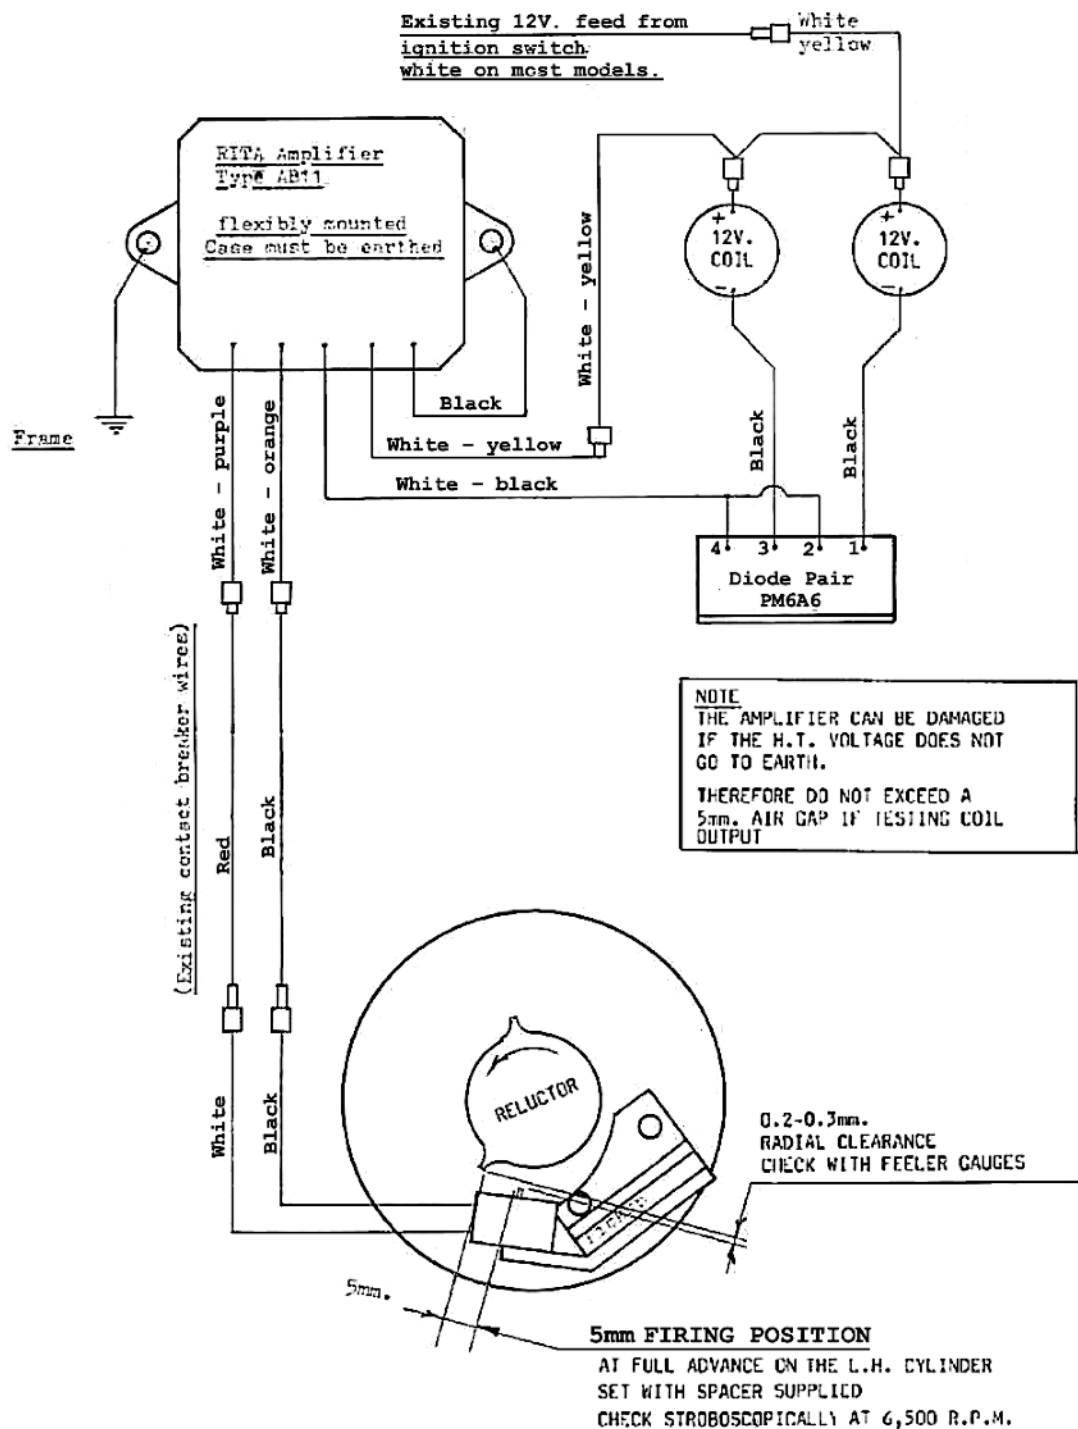 Existing 12V. feed from
ignition switch
white on most models.
White
yellow
RITA Amplifier
Type AB11
flexibly mounted
Case must be earthed
+
12V.
COIL
-
+
12V.
COIL
-
White - yellow
Black
Frame
White - purple
White - orange
White - yellow
White - black
Black
Black
4 3 2 1
Diode Pair
PM6A6
(Existing contact breaker wires)
Red
Black
NOTE
THE AMPLIFIER CAN BE DAMAGED
IF THE H.T. VOLTAGE DOES NOT
GO TO EARTH.
THEREFORE DO NOT EXCEED A
5mm. AIR GAP IF TESTING COIL
OUTPUT
White
Black
RELUCTOR
0.2-0.3mm.
RADIAL CLEARANCE
CHECK WITH FEELER GAUGES
5mm.
5mm FIRING POSITION
AT FULL ADVANCE ON THE L.H. CYLINDER
SET WITH SPACER SUPPLIED
CHECK STROBOSCOPICALLY AT 6,500 R.P.M.